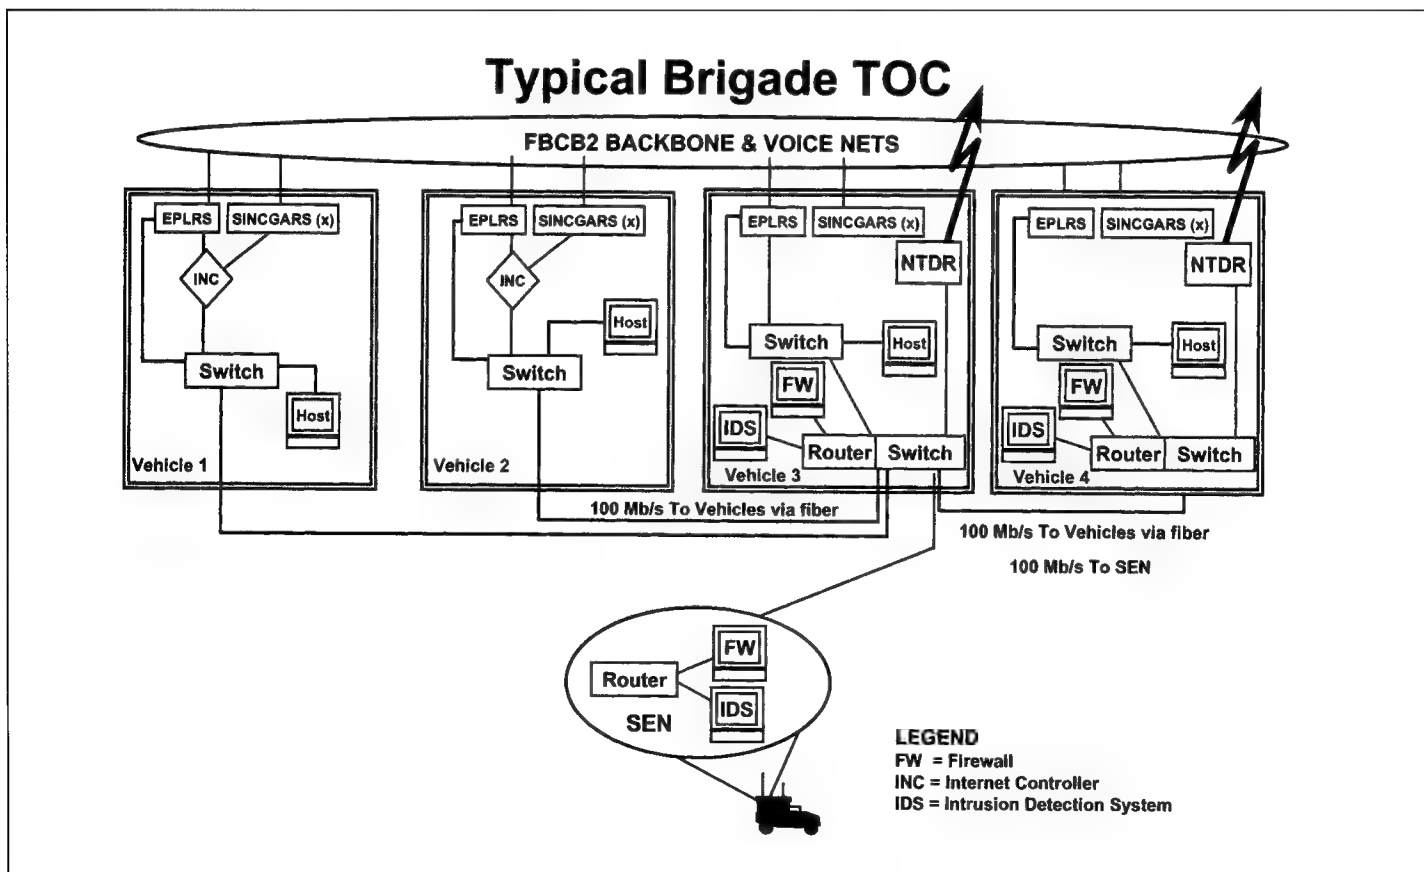 Typical Brigade TOC
FBCB2 BACKBONE & VOICE NETS
EPLRS
SINCGARS (x)
INC
Switch
Host
Vehicle 1
EPLRS
SINCGARS (x)
INC
Host
Switch
Vehicle 2
EPLRS
SINCGARS (x)
NTDR
Switch
Host
FW
IDS
Router
Switch
Vehicle 3
EPLRS
SINCGARS (x)
NTDR
Switch
Host
FW
IDS
Router
Switch
Vehicle 4
100 Mb/s To Vehicles via fiber
100 Mb/s To Vehicles via fiber
100 Mb/s To SEN
FW
Router
IDS
SEN
LEGEND
FW = Firewall
INC = Internet Controller
IDS = Intrusion Detection System